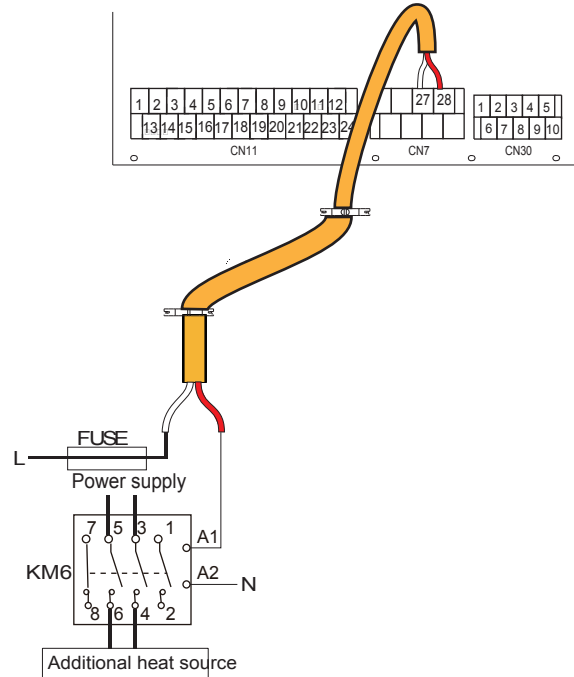 27 28
1 2 3 4 5 6 7 8 9 10 11 12
1 2 3 4 5
13 14 15 16 17 18 19 20 21 22 23 24
6 7 8 9 10
CN11 CN7 CN30
FUSE
L
Power supply
7 5 3 1
A1
KM6
A2 N
8 6 4 2
Additional heat source